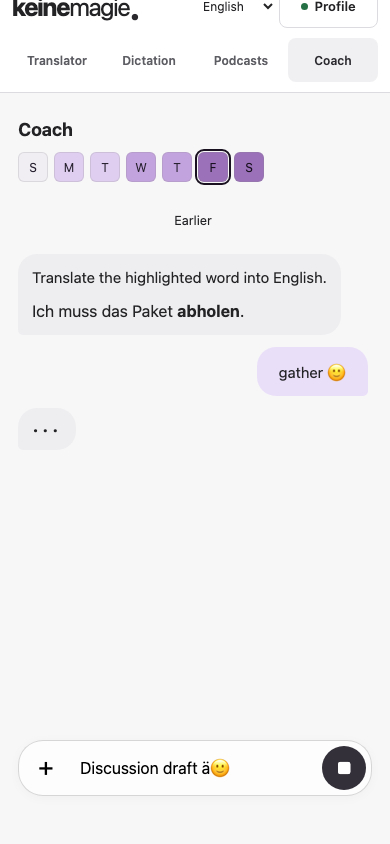 keinemagie.
English
Profile
Translator Dictation Podcasts Coach
Coach
S M T W T F S
Earlier
Translate the highlighted word into English.
Ich muss das Paket abholen.
gather 🙂
...
Discussion draft ä🙂